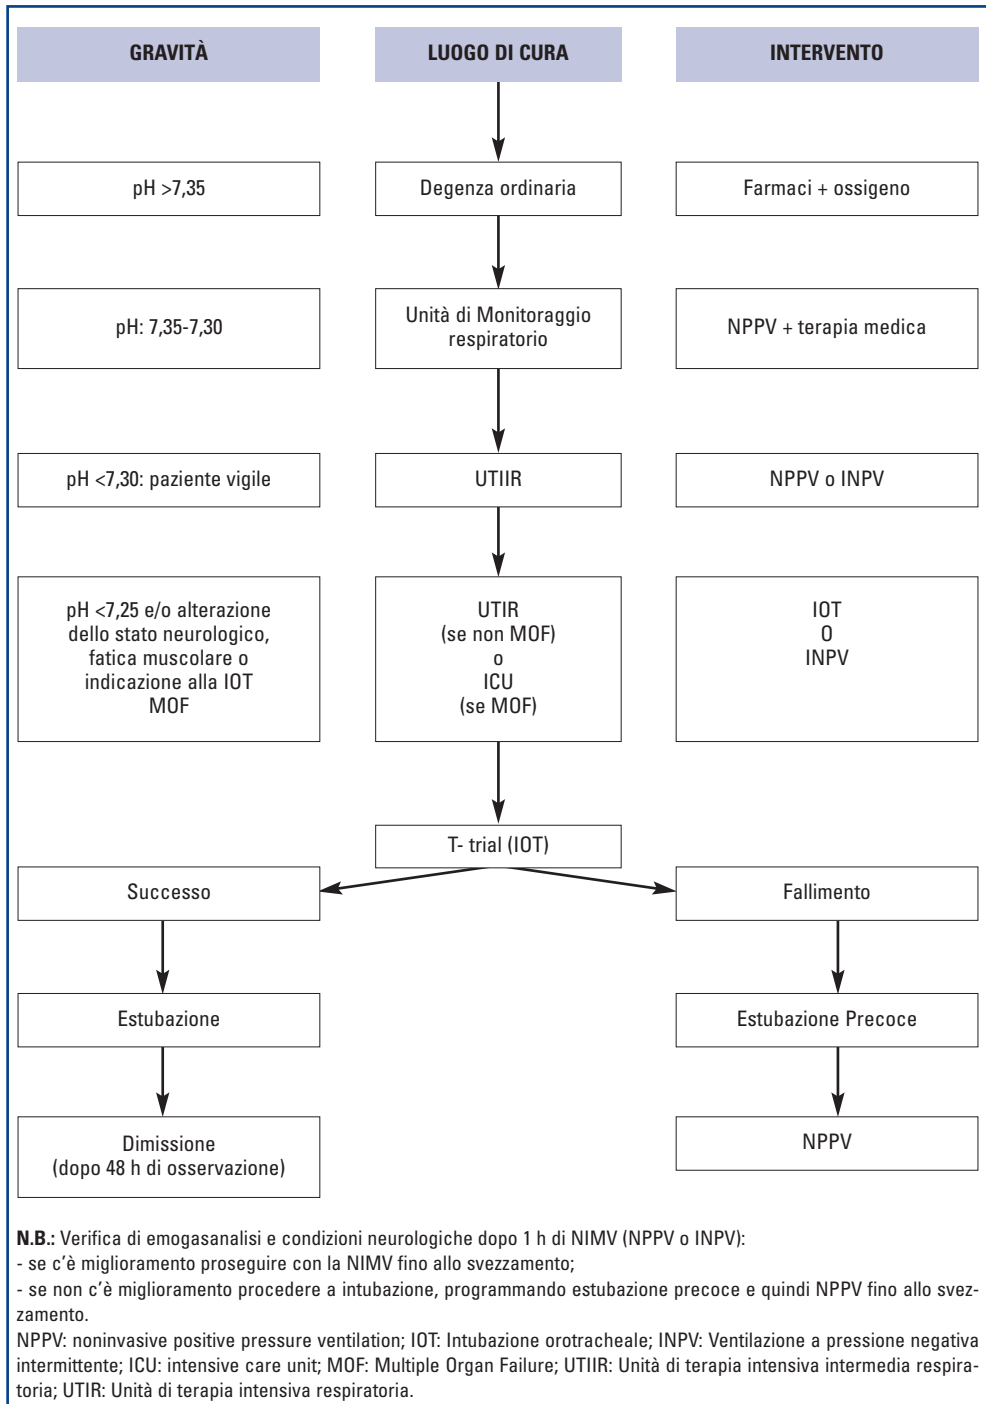 GRAVITÀ
LUOGO DI CURA
INTERVENTO
pH >7,35
Degenza ordinaria
Farmaci + ossigeno
pH: 7,35-7,30
Unità di Monitoraggio
respiratorio
NPPV + terapia medica
pH <7,30: paziente vigile
UTIIR
NPPV o INPV
pH <7,25 e/o alterazione
dello stato neurologico,
fatica muscolare o
indicazione alla IOT
MOF
UTIR
(se non MOF)
o
ICU
(se MOF)
IOT
O
INPV
T- trial (IOT)
Successo
Fallimento
Estubazione
Estubazione Precoce
Dimissione
(dopo 48 h di osservazione)
NPPV
N.B.: Verifica di emogasanalisi e condizioni neurologiche dopo 1 h di NIMV (NPPV o INPV):
- se c'è miglioramento proseguire con la NIMV fino allo svezzamento;
- se non c'è miglioramento procedere a intubazione, programmando estubazione precoce e quindi NPPV fino allo svez-
zamento.
NPPV: noninvasive positive pressure ventilation; IOT: Intubazione orotracheale; INPV: Ventilazione a pressione negativa
intermittente; ICU: intensive care unit; MOF: Multiple Organ Failure; UTIIR: Unità di terapia intensiva intermedia respira-
toria; UTIR: Unità di terapia intensiva respiratoria.